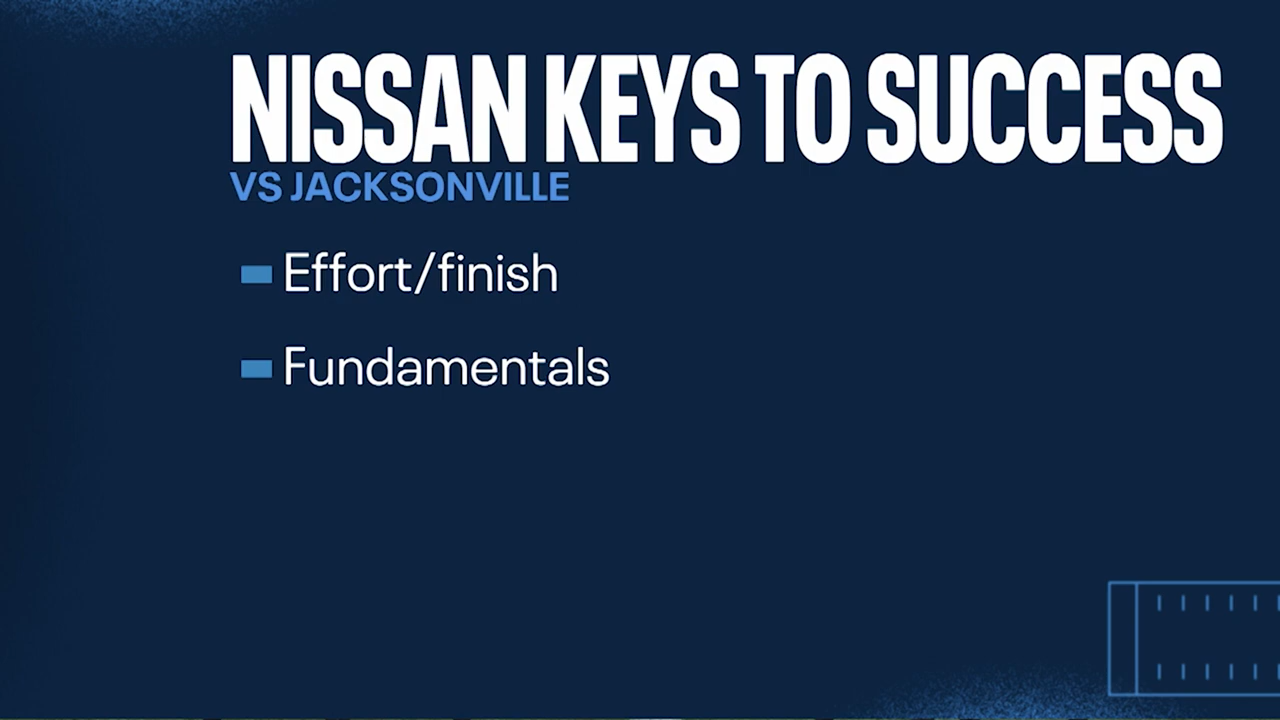 NISSAN KEYS TO SUCCESS
VS JACKSONVILLE
Effort/finish
Fundamentals